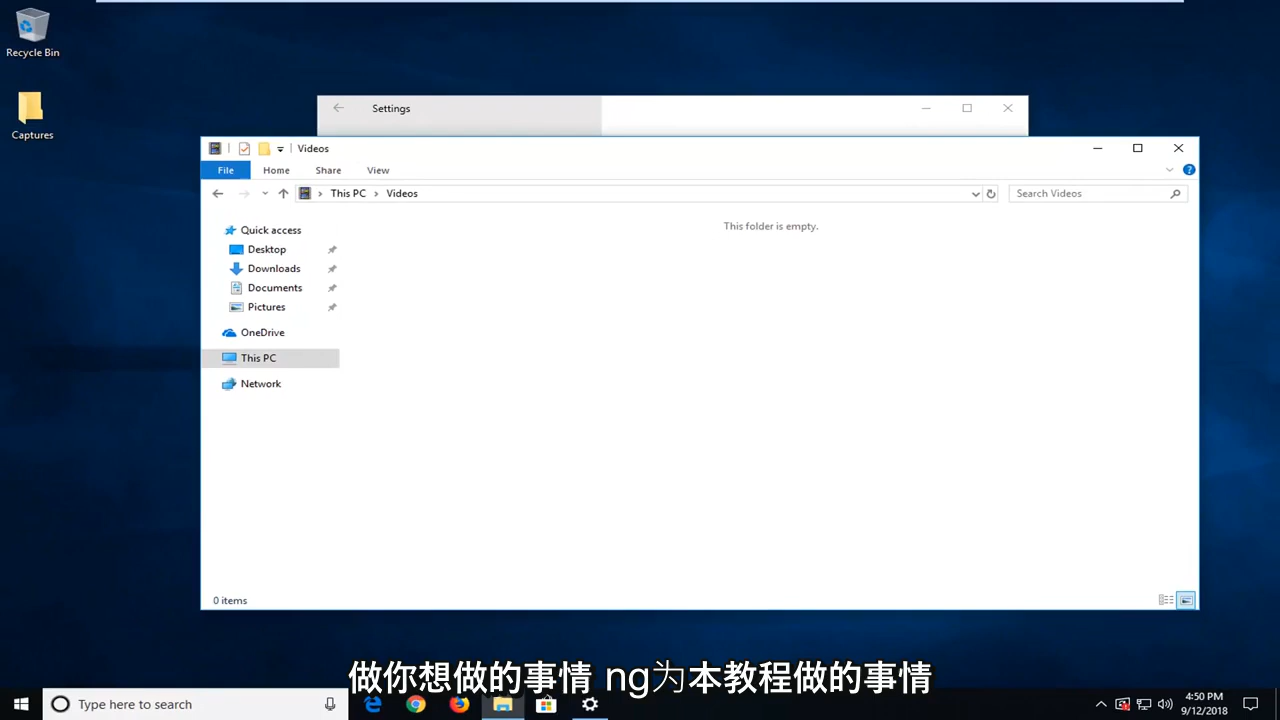 Recycle Bin
Captures
Settings
Videos
File Home Share View
This PC Videos
Search Videos
This folder is empty.
Quick access
Desktop
Downloads
Documents
Pictures
OneDrive
This PC
Network
0 items
做你想做的事情 ng为本教程做的事情
Type here to search
4:50 PM
9/12/2018